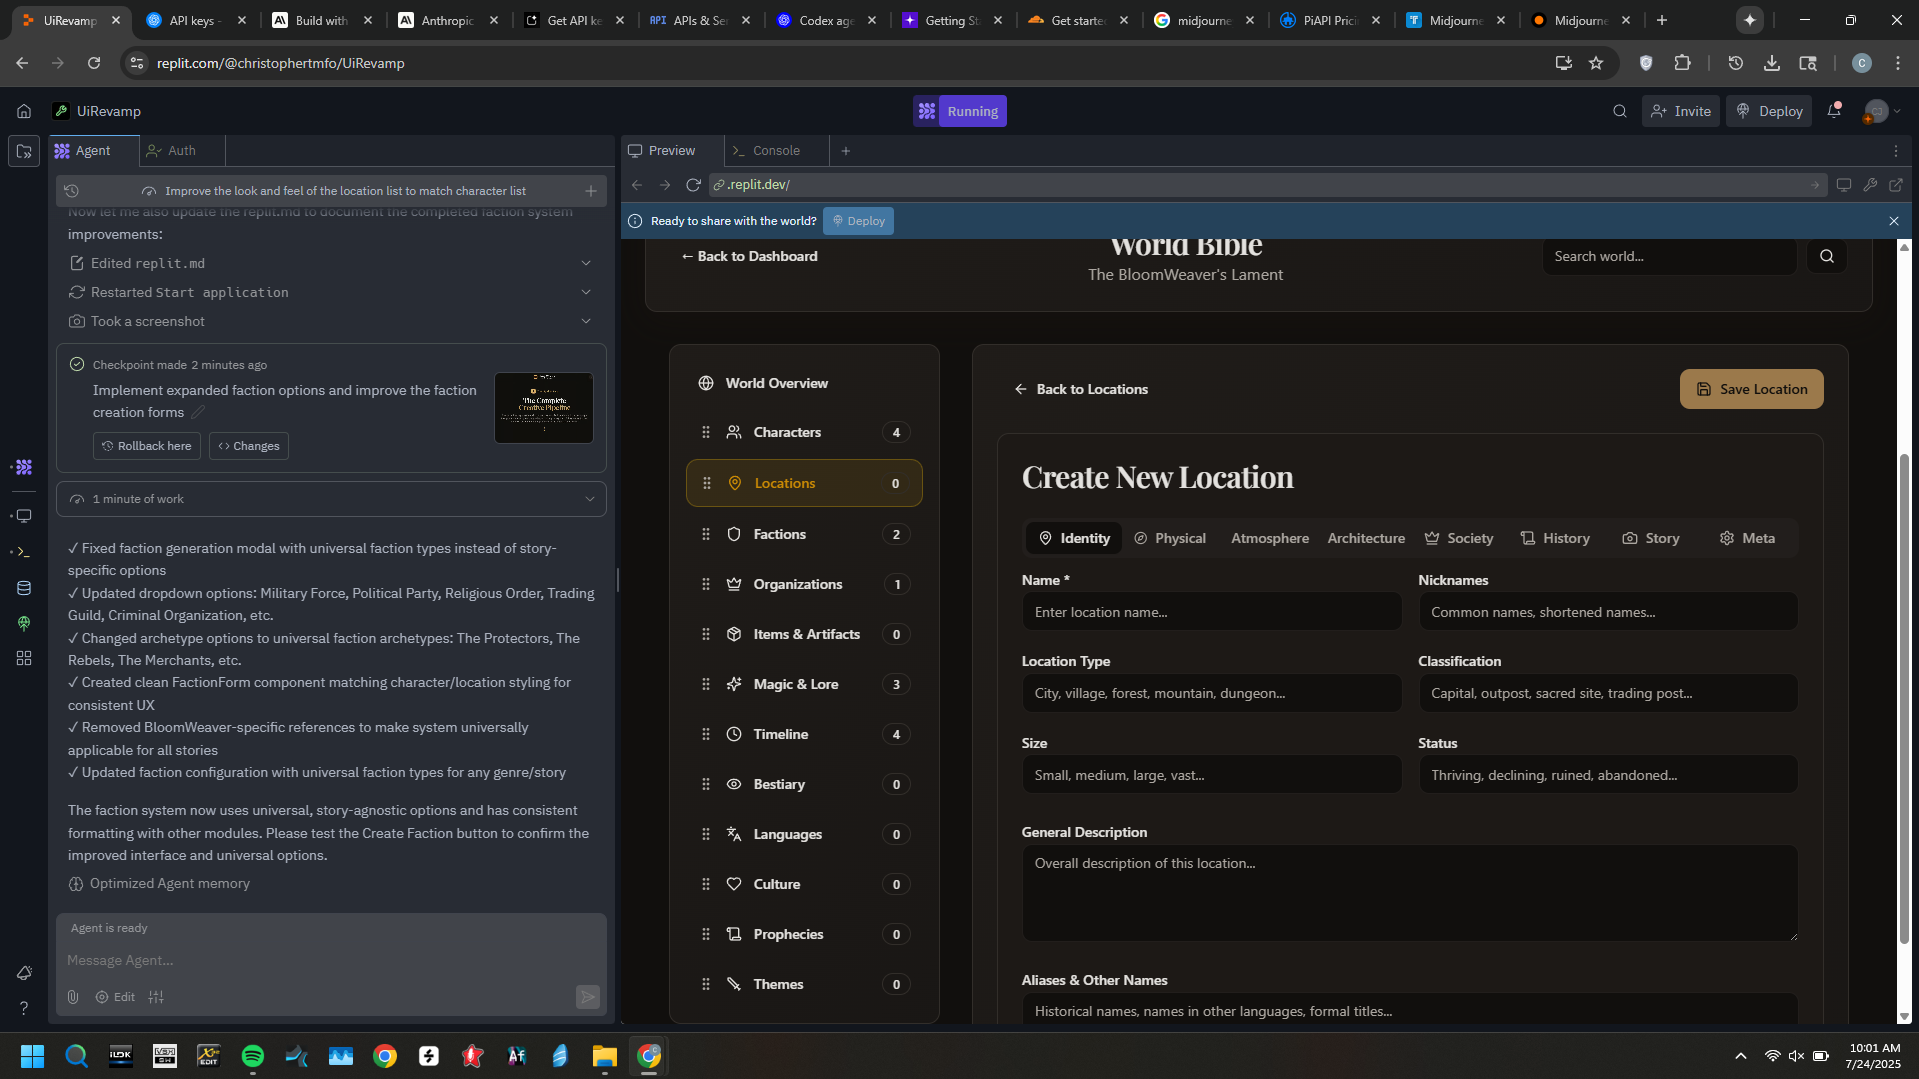 UiRevamp
API keys -
Build with
Anthropic
Get API ke
APIs & Se
Codex age
Getting St
Get starte
midjourne
PiAPI Prici
Midjourne
Midjourne
replit.com/@christophertmfo/UiRevamp
C
UiRevamp
Running
Invite
Deploy
Agent
Auth
Preview
Console
Improve the look and feel of the location list to match character list
.replit.dev/
Ready to share with the world?
Deploy
Now let me also update the replit.md to document the completed faction system
improvements:
Edited replit.md
Restarted Start application
Took a screenshot
Checkpoint made 2 minutes ago
Implement expanded faction options and improve the faction
creation forms
The Complete
Creative Pipeline
Rollback here
Changes
1 minute of work
✓ Fixed faction generation modal with universal faction types instead of story-
specific options
✓ Updated dropdown options: Military Force, Political Party, Religious Order, Trading
Guild, Criminal Organization, etc.
✓ Changed archetype options to universal faction archetypes: The Protectors, The
Rebels, The Merchants, etc.
✓ Created clean FactionForm component matching character/location styling for
consistent UX
✓ Removed BloomWeaver-specific references to make system universally
applicable for all stories
✓ Updated faction configuration with universal faction types for any genre/story
The faction system now uses universal, story-agnostic options and has consistent
formatting with other modules. Please test the Create Faction button to confirm the
improved interface and universal options.
Optimized Agent memory
Agent is ready
Message Agent...
Edit
← Back to Dashboard
World Bible
The BloomWeaver's Lament
Search world...
World Overview
Characters 4
Locations 0
Factions 2
Organizations 1
Items & Artifacts 0
Magic & Lore 3
Timeline 4
Bestiary 0
Languages 0
Culture 0
Prophecies 0
Themes 0
Back to Locations
Save Location
Create New Location
Identity
Physical
Atmosphere
Architecture
Society
History
Story
Meta
Name *
Nicknames
Enter location name...
Common names, shortened names...
Location Type
Classification
City, village, forest, mountain, dungeon...
Capital, outpost, sacred site, trading post...
Size
Status
Small, medium, large, vast...
Thriving, declining, ruined, abandoned...
General Description
Overall description of this location...
Aliases & Other Names
Historical names, names in other languages, formal titles...
10:01 AM
7/24/2025